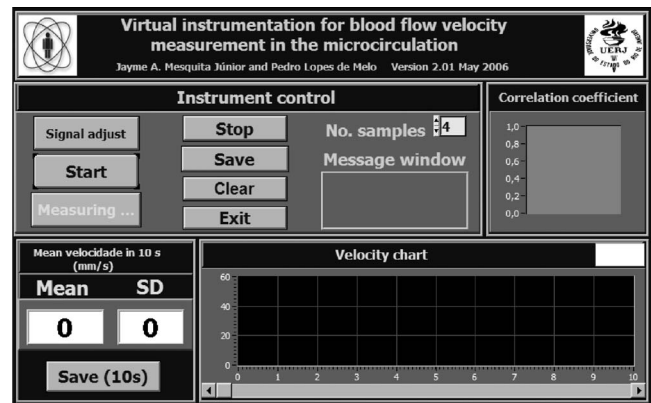 Virtual instrumentation for blood flow velocity
measurement in the microcirculation
Jayme A. Mesquita Júnior and Pedro Lopes de Melo Version 2.01 May 2006
UERJ
Instrument control
Correlation coefficient
Signal adjust
Stop
No. samples 4
Start
Save
Message window
Clear
Measuring ...
Exit
1,0
0,8
0,6
0,4
0,2
0,0
Mean velocidade in 10 s
(mm/s)
Mean SD
0 0
Save (10s)
Velocity chart
60
40
20
0
0 1 2 3 4 5 6 7 8 9 10